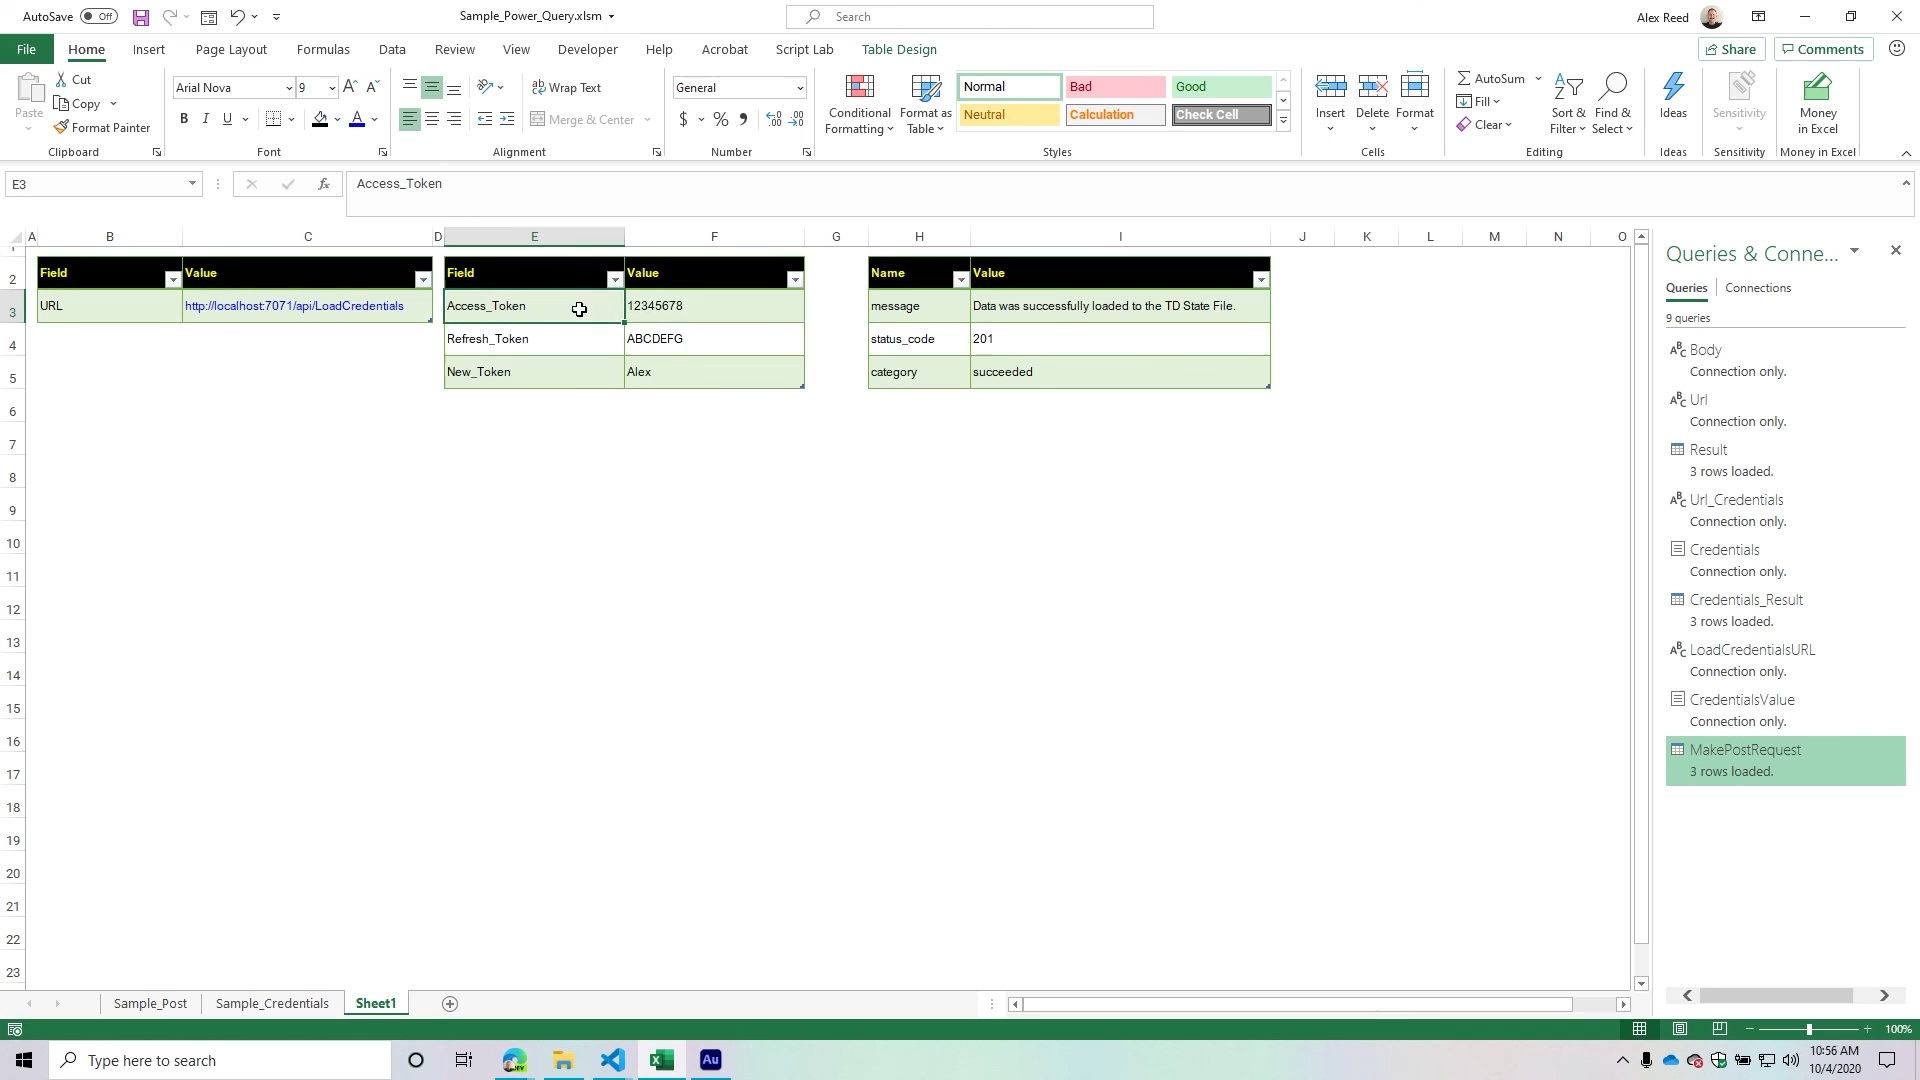 AutoSave Off
Sample_Power_Query.xlsm
Search
Alex Reed
File Home Insert Page Layout Formulas Data Review View Developer Help Acrobat Script Lab Table Design
Share Comments
Paste
Cut
Copy
Format Painter
Clipboard
Arial Nova 9
B I U A
Font
Wrap Text
Merge & Center
Alignment
General
$ % 9
Number
Conditional Formatting
Format as Table
Normal Bad Good
Neutral Calculation Check Cell
Styles
Insert Delete Format
Cells
AutoSum
Fill
Clear
Sort & Filter
Find & Select
Editing
Ideas
Ideas
Sensitivity
Sensitivity
Money in Excel
Money in Excel
E3 fx Access_Token
A B C D E F G H I J K L M N O
1
2 Field Value Field Value Name Value
3 URL http://localhost:7071/api/LoadCredentials Access_Token 12345678 message Data was successfully loaded to the TD State File.
4 Refresh_Token ABCDEFG status_code 201
5 New_Token Alex category succeeded
6
7
8
9
10
11
12
13
14
15
16
17
18
19
20
21
22
23
Queries & Conne...
Queries Connections
9 queries
ABC Body
Connection only.
ABC Url
Connection only.
Result
3 rows loaded.
ABC Url_Credentials
Connection only.
Credentials
Connection only.
Credentials_Result
3 rows loaded.
ABC LoadCredentialsURL
Connection only.
CredentialsValue
Connection only.
MakePostRequest
3 rows loaded.
Sample_Post Sample_Credentials Sheet1
100%
Type here to search
Au
10:56 AM
10/4/2020